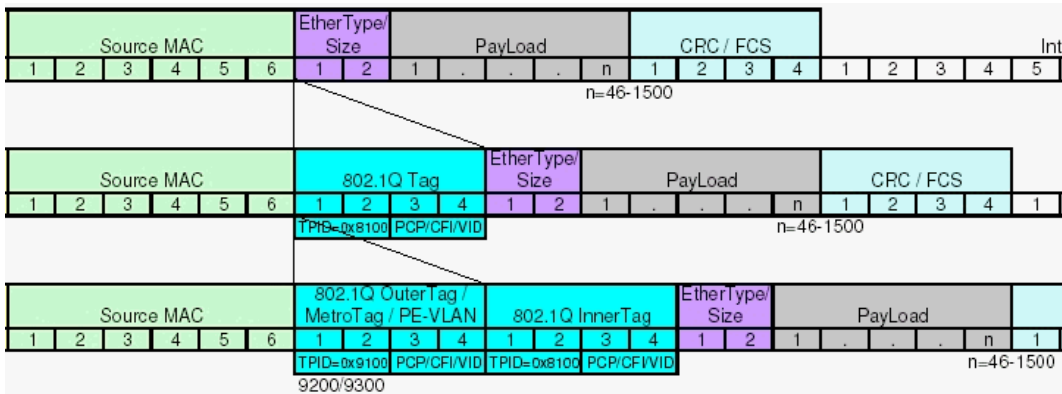 EtherType/
Source MAC Size PayLoad CRC / FCS Int
1 2 3 4 5 6 1 2 1 . . . n 1 2 3 4 1 2 3 4 5
n=46-1500
EtherType/
Source MAC 802.1Q Tag Size PayLoad CRC / FCS
1 2 3 4 5 6 1 2 3 4 1 2 1 . . . n 1 2 3 4 1
TPID=0x8100 PCP/CFI/VID n=46-1500
802.1Q OuterTag / EtherType/
Source MAC MetroTag / PE-VLAN 802.1Q InnerTag Size PayLoad
1 2 3 4 5 6 1 2 3 4 1 2 3 4 1 2 1 . . . n 1
TPID=0x9100 PCP/CFI/VID TPID=0x8100 PCP/CFI/VID n=46-1500
9200/9300